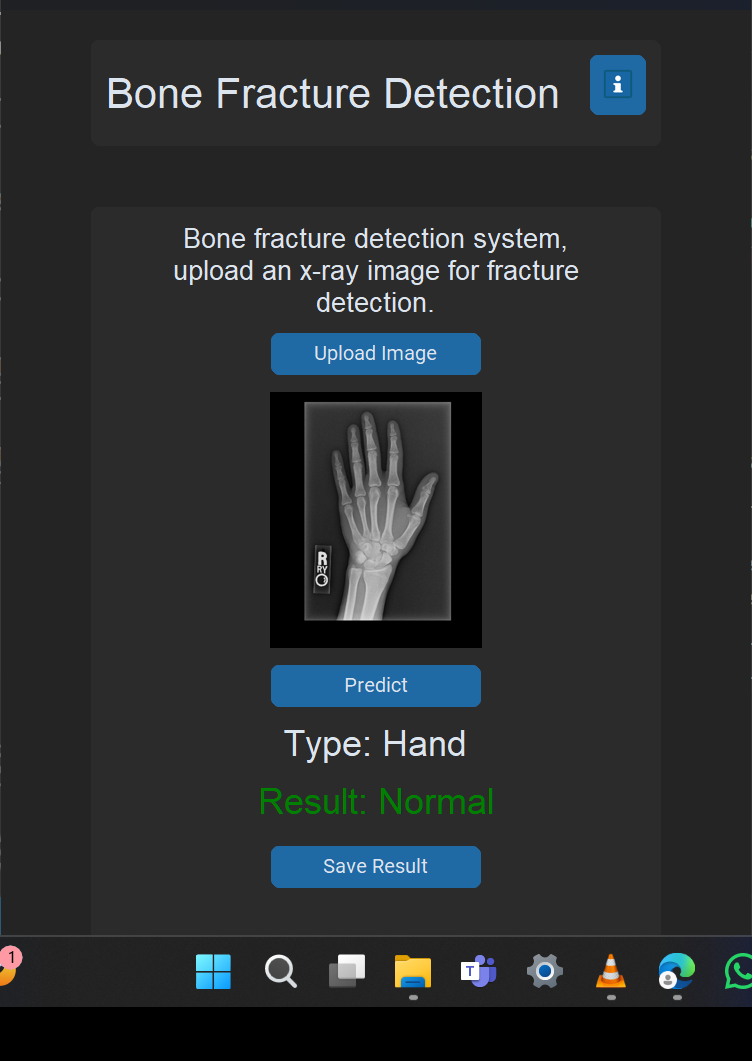 Bone Fracture Detection
i
Bone fracture detection system,
upload an x-ray image for fracture
detection.
Upload Image
R
RY
Predict
Type: Hand
Result: Normal
Save Result
1
T